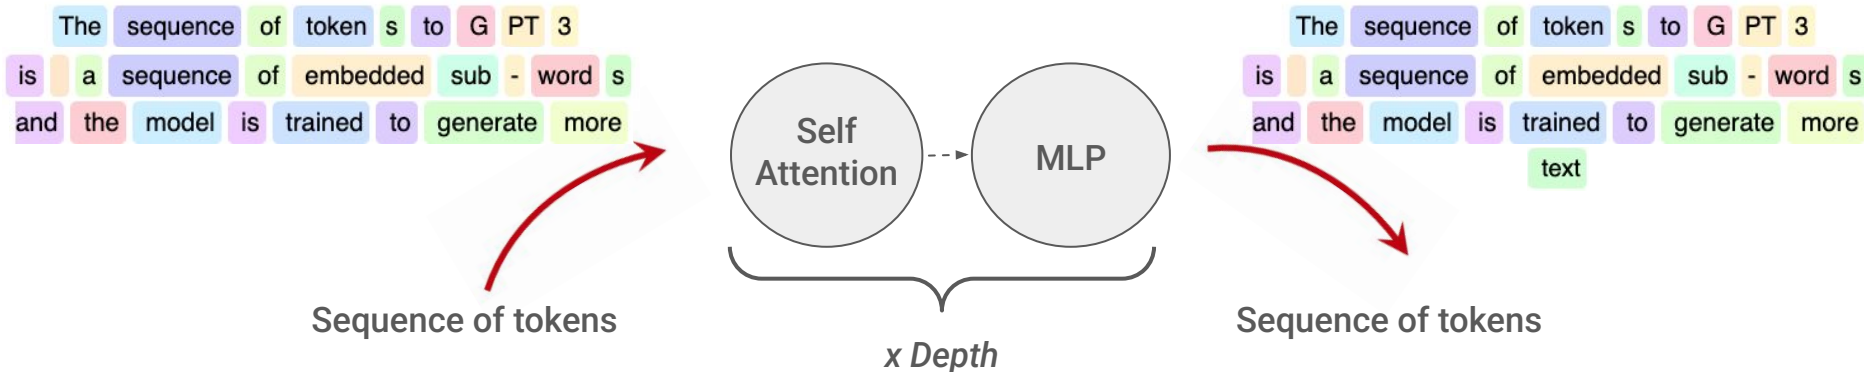 The sequence of token s to G PT 3
is a sequence of embedded sub - word s
and the model is trained to generate more
Sequence of tokens
Self
Attention
MLP
x Depth
The sequence of token s to G PT 3
is a sequence of embedded sub - word s
and the model is trained to generate more
text
Sequence of tokens